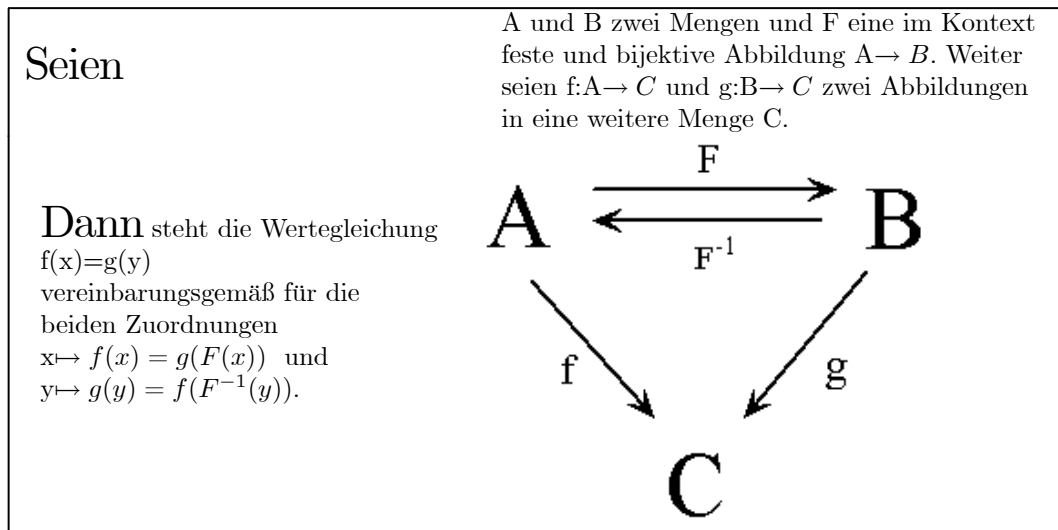 Seien
A und B zwei Mengen und F eine im Kontext
feste und bijektive Abbildung A→ B. Weiter
seien f:A→ C und g:B→ C zwei Abbildungen
in eine weitere Menge C.
Dann steht die Wertegleichung
f(x)=g(y)
vereinbarungsgemäß für die
beiden Zuordnungen
x↦ f(x) = g(F(x)) und
y↦ g(y) = f(F⁻¹(y)).
F
A
B
F⁻¹
f
g
C